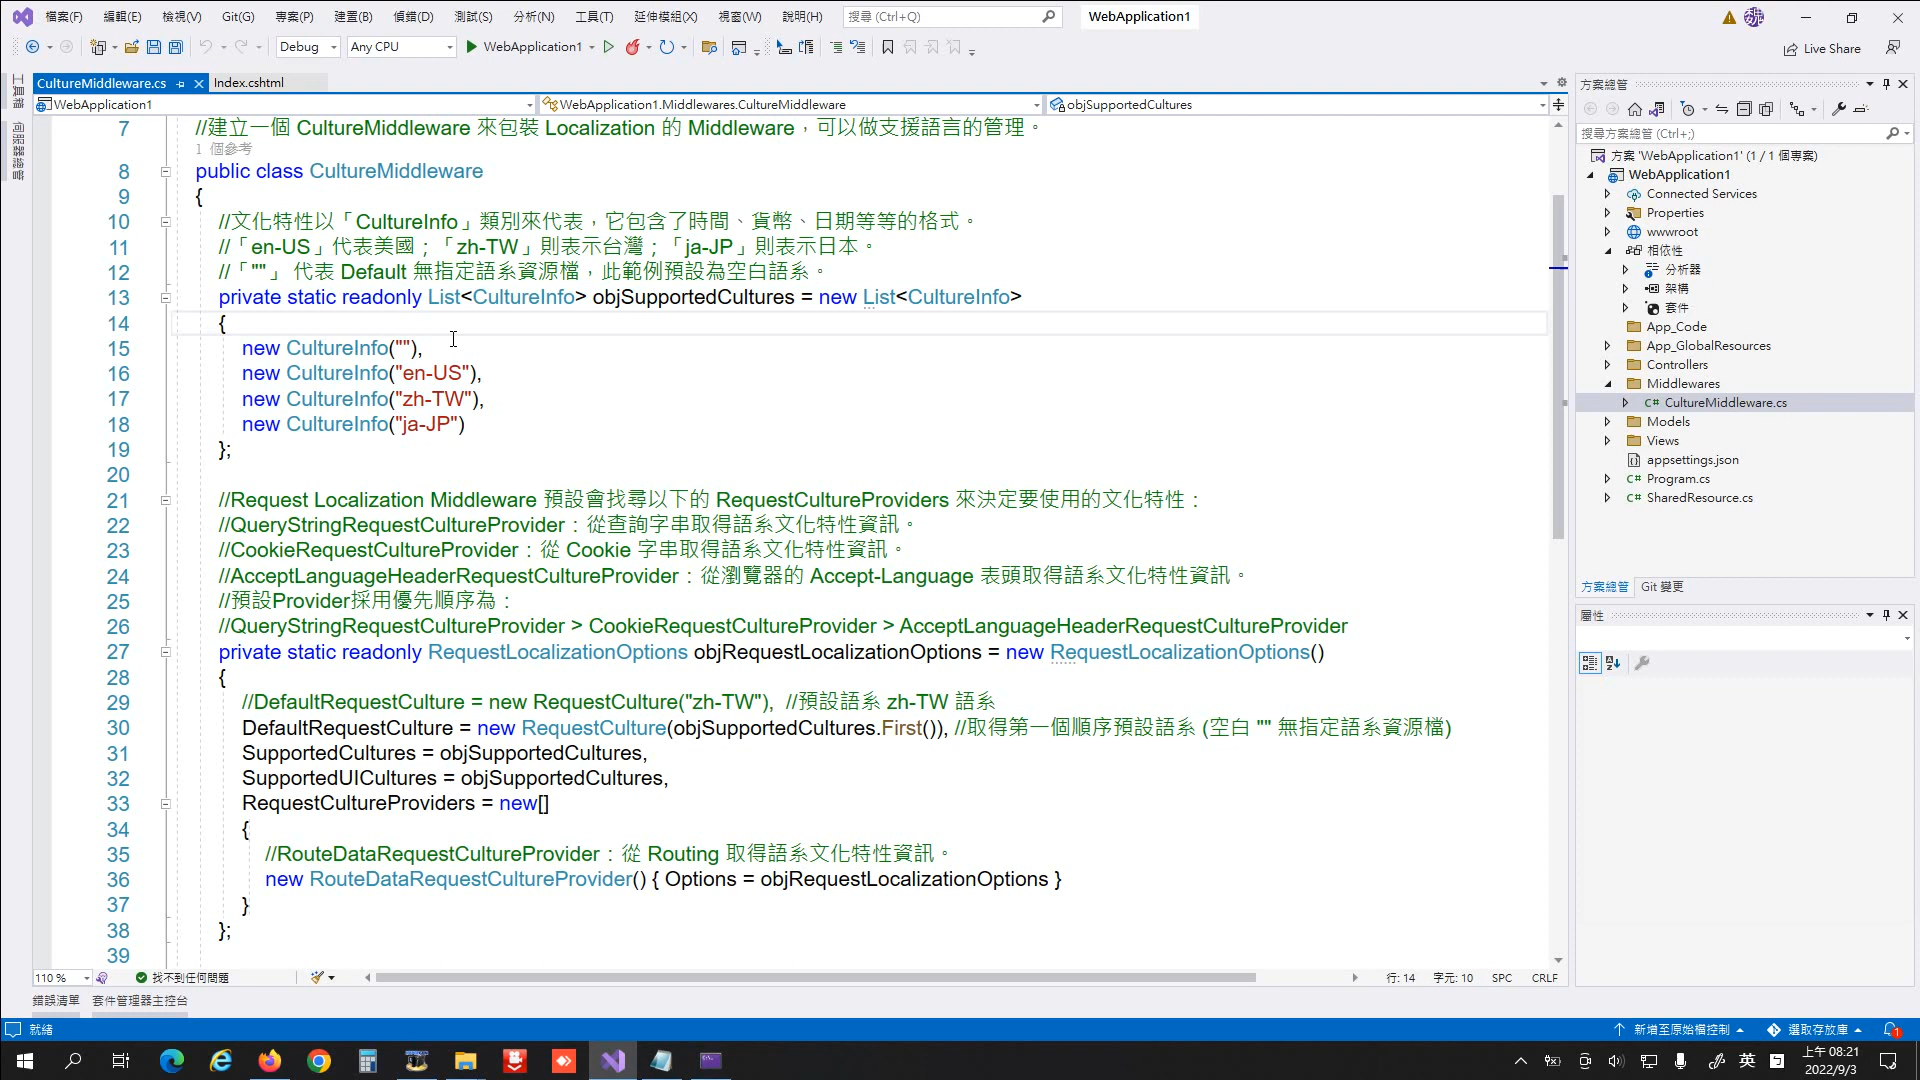 檔案(F) 編輯(E) 檢視(V) Git(G) 專案(P) 建置(B) 偵錯(D) 測試(S) 分析(N) 工具(T) 延伸模組(X) 視窗(W) 說明(H) 搜尋 (Ctrl+Q) WebApplication1
Debug Any CPU WebApplication1 Live Share
工具箱
伺服器總管
CultureMiddleware.cs Index.cshtml
WebApplication1 WebApplication1.Middlewares.CultureMiddleware objSupportedCultures
7 //建立一個 CultureMiddleware 來包裝 Localization 的 Middleware，可以做支援語言的管理。
1 個參考
8 public class CultureMiddleware
9 {
10 //文化特性以「CultureInfo」類別來代表，它包含了時間、貨幣、日期等等的格式。
11 //「en-US」代表美國；「zh-TW」則表示台灣；「ja-JP」則表示日本。
12 //「""」 代表 Default 無指定語系資源檔，此範例預設為空白語系。
13 private static readonly List<CultureInfo> objSupportedCultures = new List<CultureInfo>
14 {
15 new CultureInfo(""),
16 new CultureInfo("en-US"),
17 new CultureInfo("zh-TW"),
18 new CultureInfo("ja-JP")
19 };
20
21 //Request Localization Middleware 預設會找尋以下的 RequestCultureProviders 來決定要使用的文化特性：
22 //QueryStringRequestCultureProvider：從查詢字串取得語系文化特性資訊。
23 //CookieRequestCultureProvider：從 Cookie 字串取得語系文化特性資訊。
24 //AcceptLanguageHeaderRequestCultureProvider：從瀏覽器的 Accept-Language 表頭取得語系文化特性資訊。
25 //預設Provider採用優先順序為：
26 //QueryStringRequestCultureProvider > CookieRequestCultureProvider > AcceptLanguageHeaderRequestCultureProvider
27 private static readonly RequestLocalizationOptions objRequestLocalizationOptions = new RequestLocalizationOptions()
28 {
29 //DefaultRequestCulture = new RequestCulture("zh-TW"), //預設語系 zh-TW 語系
30 DefaultRequestCulture = new RequestCulture(objSupportedCultures.First()), //取得第一個順序預設語系 (空白 "" 無指定語系資源檔)
31 SupportedCultures = objSupportedCultures,
32 SupportedUICultures = objSupportedCultures,
33 RequestCultureProviders = new[]
34 {
35 //RouteDataRequestCultureProvider：從 Routing 取得語系文化特性資訊。
36 new RouteDataRequestCultureProvider() { Options = objRequestLocalizationOptions }
37 }
38 };
39
110 % 找不到任何問題 行: 14 字元: 10 SPC CRLF
錯誤清單 套件管理器主控台
方案總管
搜尋方案總管 (Ctrl+;)
方案 'WebApplication1' (1 / 1 個專案)
WebApplication1
Connected Services
Properties
wwwroot
相依性
分析器
架構
套件
App_Code
App_GlobalResources
Controllers
Middlewares
C# CultureMiddleware.cs
Models
Views
appsettings.json
C# Program.cs
C# SharedResource.cs
方案總管 Git 變更
屬性
就緒 新增至原始檔控制 選取存放庫 1
英 上午 08:21
2022/9/3